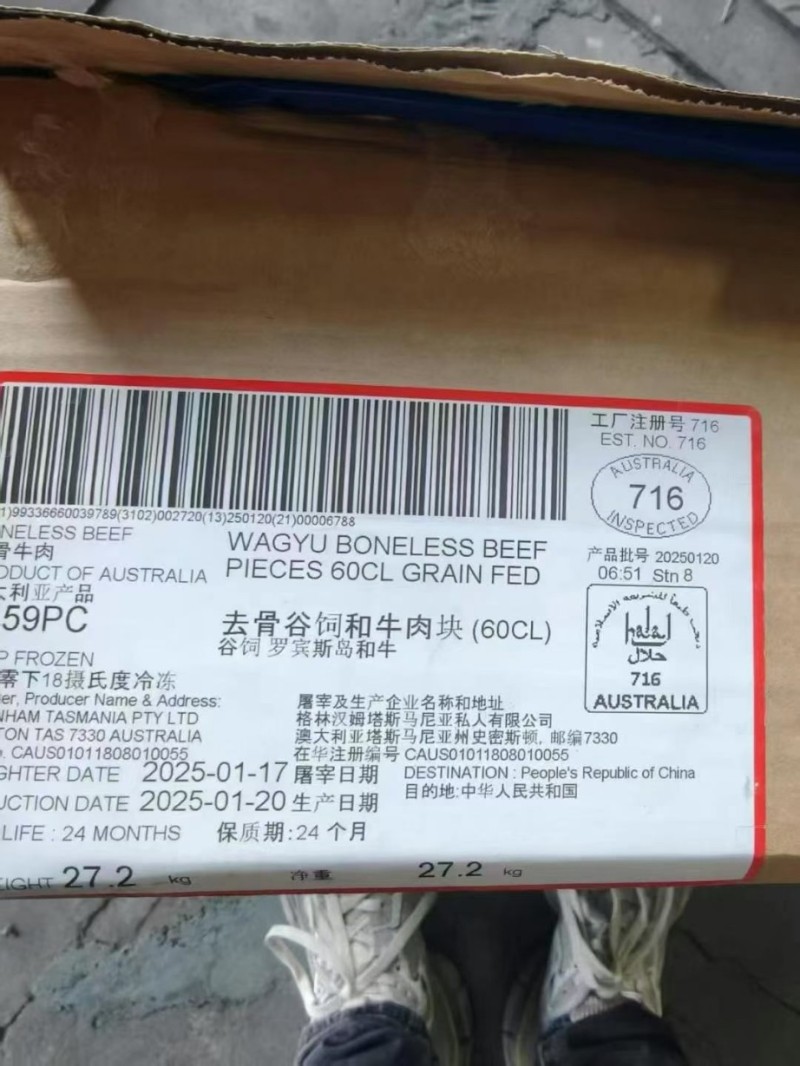 工厂注册号 716
EST. NO. 716
AUSTRALIA
716
INSPECTED
1)99336660039789(3102)002720(13)250120(21)00006788
NELESS BEEF
骨牛肉
ODUCT OF AUSTRALIA
大利亚产品
59PC
WAGYU BONELESS BEEF
PIECES 60CL GRAIN FED
去骨谷饲和牛肉块 (60CL)
谷饲 罗宾斯岛和牛
产品批号 20250120
06:51 Stn 8
halal
حلال
716
AUSTRALIA
P FROZEN
零下18摄氏度冷冻
er, Producer Name & Address:
NHAM TASMANIA PTY LTD
TON TAS 7330 AUSTRALIA
. CAUS01011808010055
屠宰及生产企业名称和地址
格林汉姆塔斯马尼亚私人有限公司
澳大利亚塔斯马尼亚州史密斯顿, 邮编7330
在华注册编号 CAUS01011808010055
GHTER DATE 2025-01-17 屠宰日期
UCTION DATE 2025-01-20 生产日期
DESTINATION : People's Republic of China
目的地:中华人民共和国
LIFE : 24 MONTHS 保质期:24 个月
EIGHT 27.2 kg 净重 27.2 kg